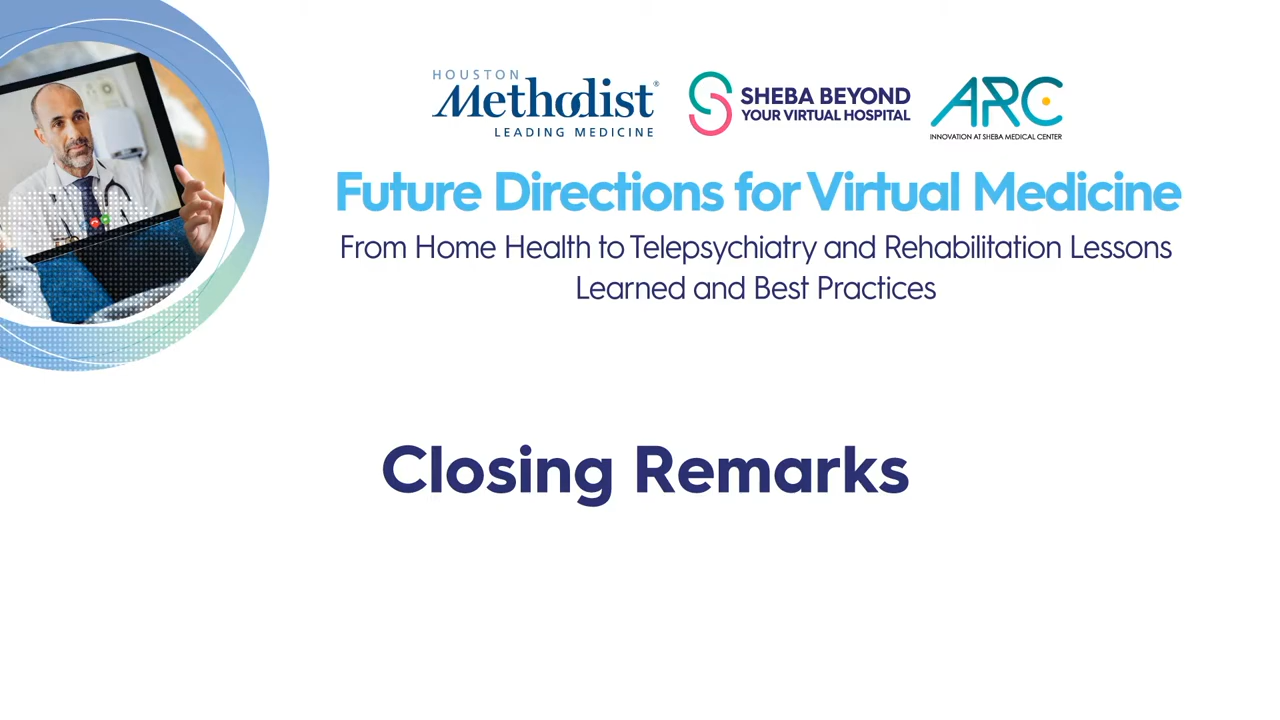 HOUSTON
Methodist®
LEADING MEDICINE
SHEBA BEYOND
YOUR VIRTUAL HOSPITAL
ARC
INNOVATION AT SHEBA MEDICAL CENTER
Future Directions for Virtual Medicine
From Home Health to Telepsychiatry and Rehabilitation Lessons
Learned and Best Practices
Closing Remarks